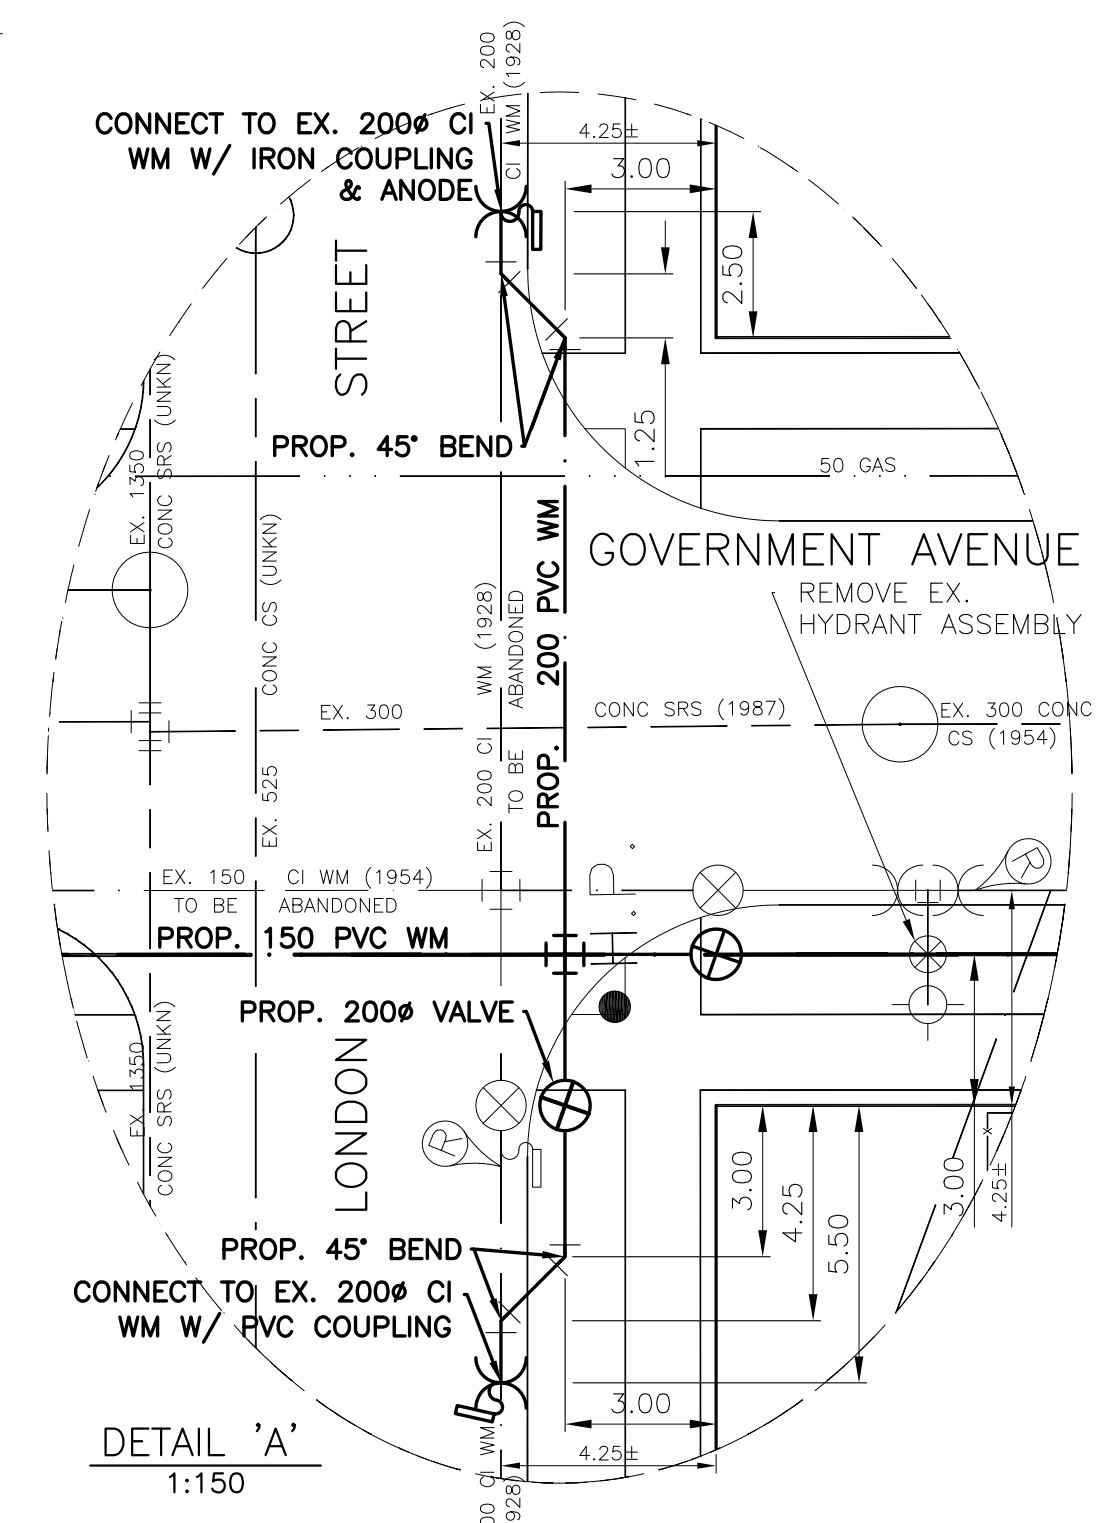 EX. 200
CI WM (1928)
CONNECT TO EX. 200ø CI
WM W/ IRON COUPLING
& ANODE
4.25±
3.00
2.50
STREET
EX. 1350
CONC SRS (UNKN)
PROP. 45° BEND
1.25
50 GAS
GOVERNMENT AVENUE
REMOVE EX.
HYDRANT ASSEMBLY
EX. 525 CONC CS (UNKN)
EX. 200 CI WM (1928)
TO BE ABANDONED
PROP. 200 PVC WM
EX. 300
CONC SRS (1987)
EX. 300 CONC
CS (1954)
EX. 150 CI WM (1954)
TO BE ABANDONED
PROP. 150 PVC WM
R
H.P.
PROP. 200ø VALVE
EX. 1350
CONC SRS (UNKN)
LONDON
R
3.00
4.25
5.50
3.00
4.25±
x
PROP. 45° BEND
CONNECT TO EX. 200ø CI
WM W/ PVC COUPLING
3.00
4.25±
00 CI WM
928)
DETAIL 'A'
1:150